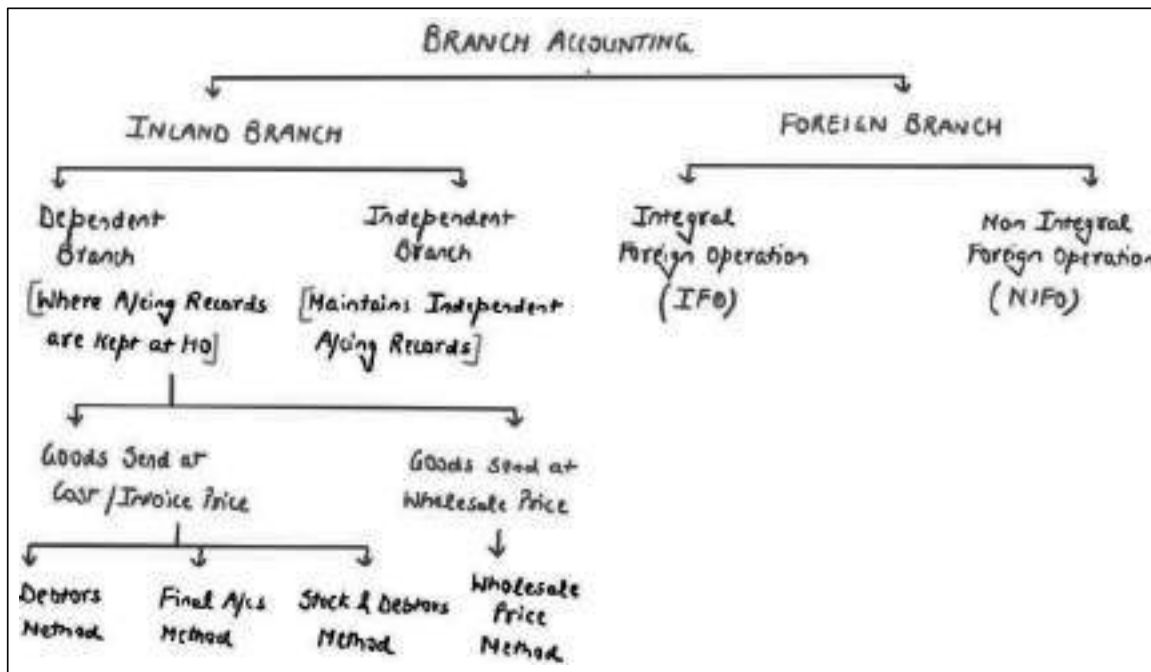 BRANCH ACCOUNTING
INLAND BRANCH
FOREIGN BRANCH
Dependent
Branch
[Where A/cing Records
are Kept at HO]
Independent
Branch
[Maintains Independent
A/cing Records]
Integral
Foreign Operation
(IFO)
Non Integral
Foreign Operation
(NIFO)
Goods Send at
Cost/Invoice Price
Goods Send at
Wholesale Price
Debtors
Method
Final A/cs
Method
Stock & Debtors
Method
Wholesale
Price
Method